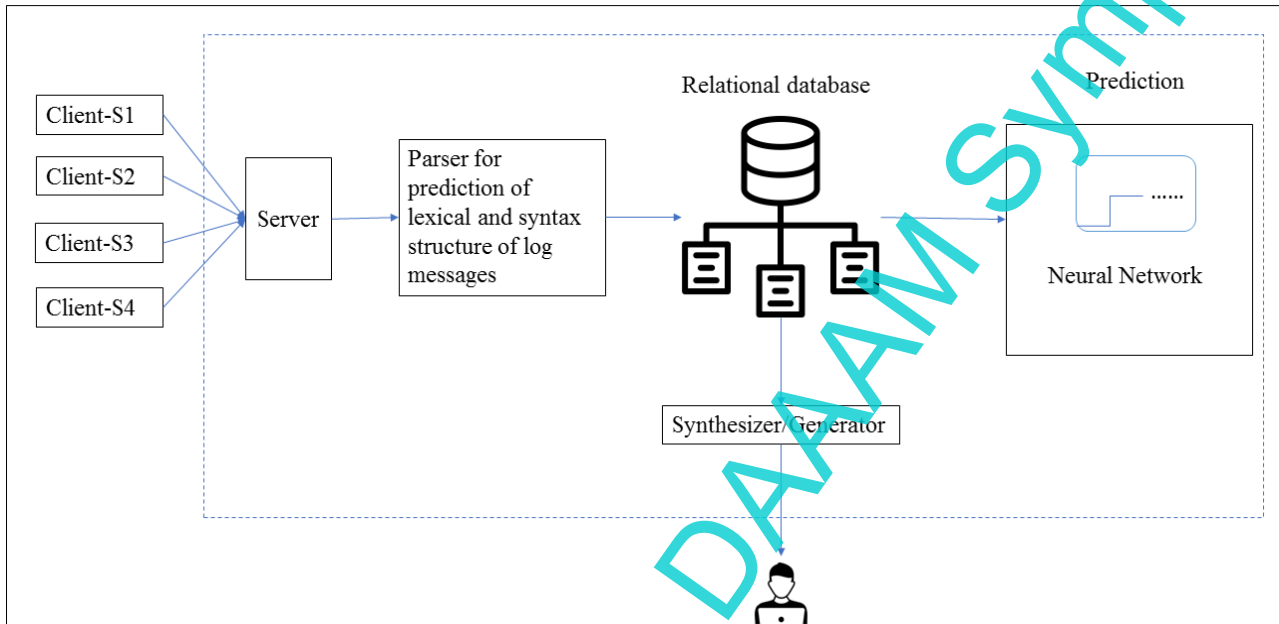 Client-S1
Client-S2
Client-S3
Client-S4
Server
Parser for
prediction of
lexical and syntax
structure of log
messages
Relational database
Prediction
......
Neural Network
Synthesizer/Generator
DAAAM